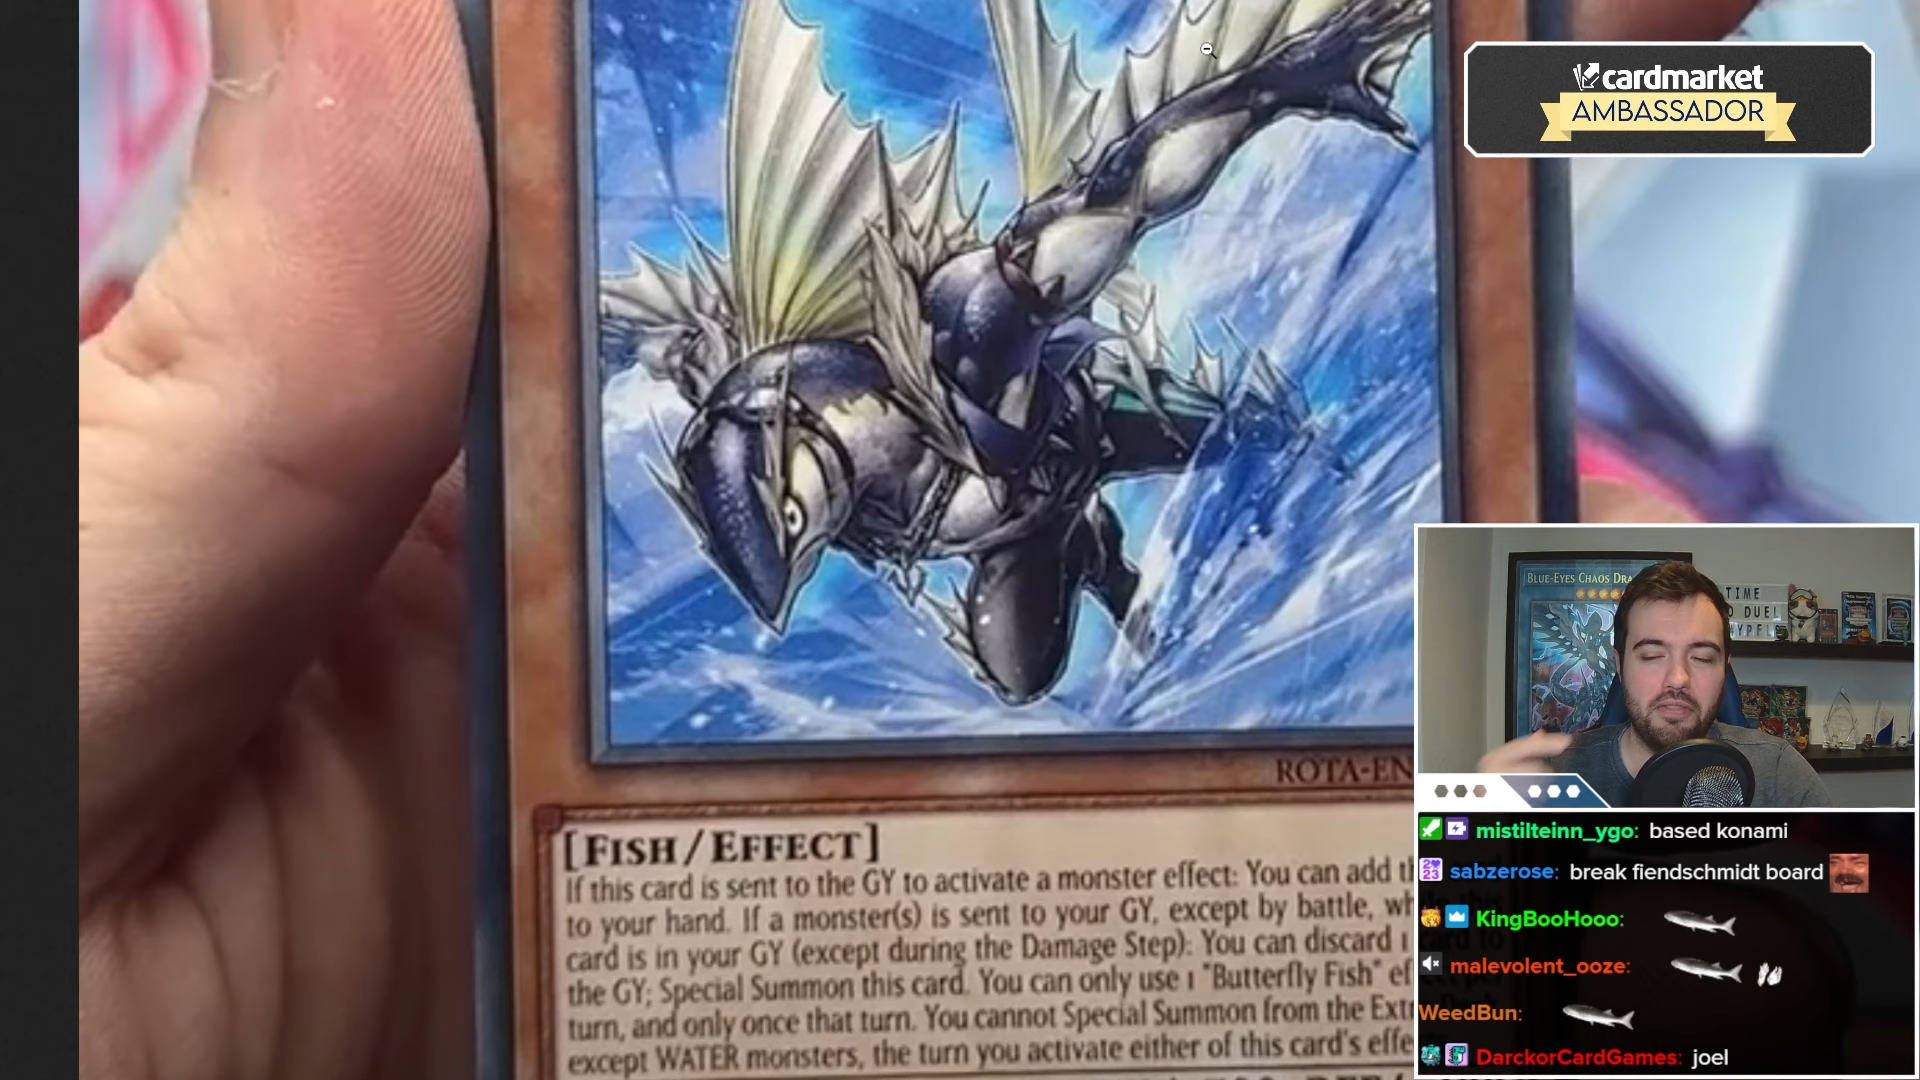 cardmarket
AMBASSADOR
BLUE-EYES CHAOS DRA
TIME
DUEL
YPFL
ROTA-EN
[FISH/EFFECT]
If this card is sent to the GY to activate a monster effect: You can add
to your hand. If a monster(s) is sent to your GY, except by battle,
card is in your GY (except during the Damage Step): You can discard 1
the GY; Special Summon this card. You can only use 1 "Butterfly Fish"
turn, and only once that turn. You cannot Special Summon from the
except WATER monsters, the turn you activate either of this card's
mistilteinn_ygo: based konami
sabzerose: break fiendschmidt board
KingBooHooo:
malevolent_ooze:
WeedBun:
DarckorCardGames: joel